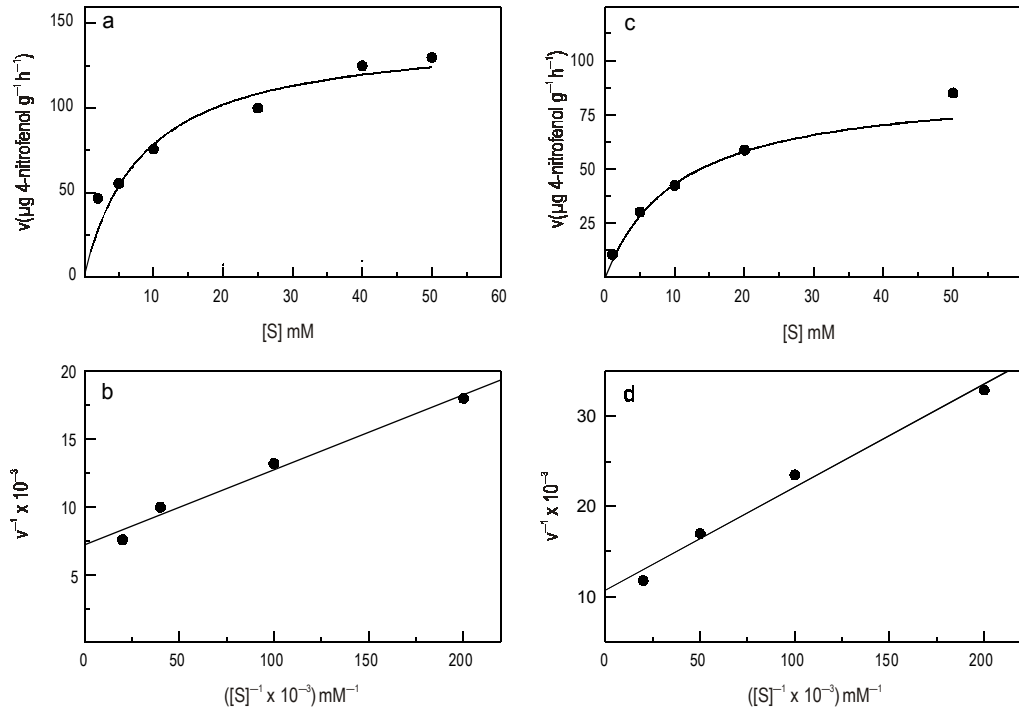 a
150
100
50
0
v(µg 4-nitrofenol g⁻¹ h⁻¹)
10 20 30 40 50 60
[S] mM
c
100
75
50
25
v(µg 4-nitrofenol g⁻¹ h⁻¹)
0 10 20 30 40 50
[S] mM
b
20
15
10
5
v⁻¹ x 10⁻³
0 50 100 150 200
([S]⁻¹ x 10⁻³) mM⁻¹
d
30
20
10
v⁻¹ x 10⁻³
0 50 100 150 200
([S]⁻¹ x 10⁻³) mM⁻¹